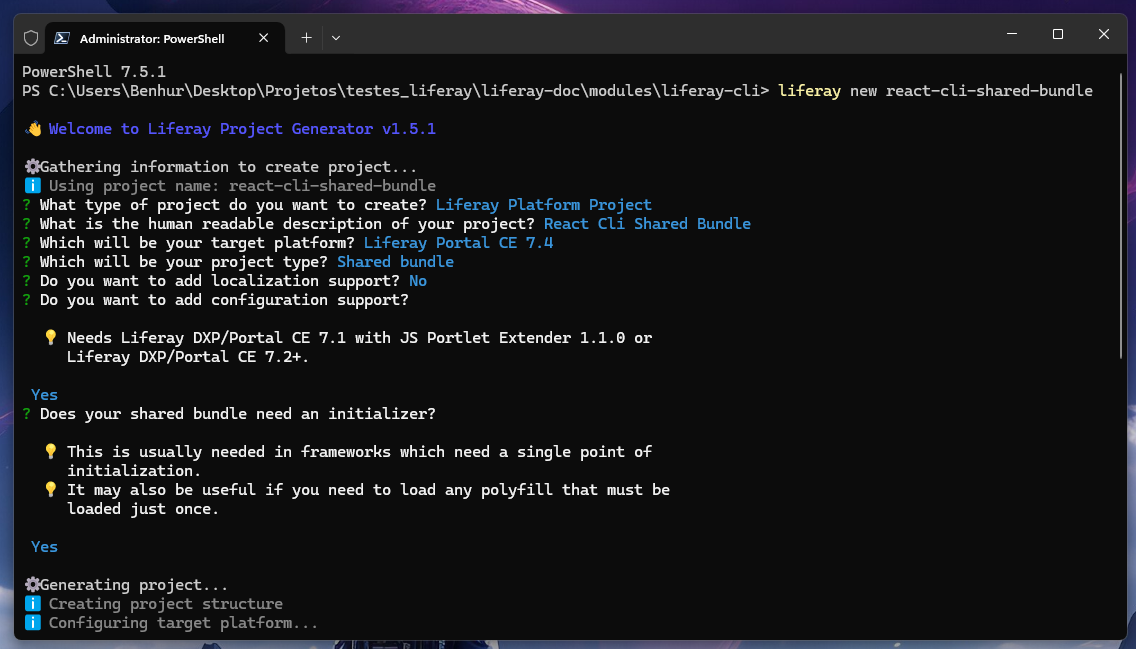 Administrator: PowerShell
PowerShell 7.5.1
PS C:\Users\Benhur\Desktop\Projetos\testes_liferay\liferay-doc\modules\liferay-cli> liferay new react-cli-shared-bundle
👋 Welcome to Liferay Project Generator v1.5.1
⚙Gathering information to create project...
ℹ Using project name: react-cli-shared-bundle
? What type of project do you want to create? Liferay Platform Project
? What is the human readable description of your project? React Cli Shared Bundle
? Which will be your target platform? Liferay Portal CE 7.4
? Which will be your project type? Shared bundle
? Do you want to add localization support? No
? Do you want to add configuration support?
💡 Needs Liferay DXP/Portal CE 7.1 with JS Portlet Extender 1.1.0 or
Liferay DXP/Portal CE 7.2+.
Yes
? Does your shared bundle need an initializer?
💡 This is usually needed in frameworks which need a single point of
initialization.
💡 It may also be useful if you need to load any polyfill that must be
loaded just once.
Yes
⚙Generating project...
ℹ Creating project structure
ℹ Configuring target platform...